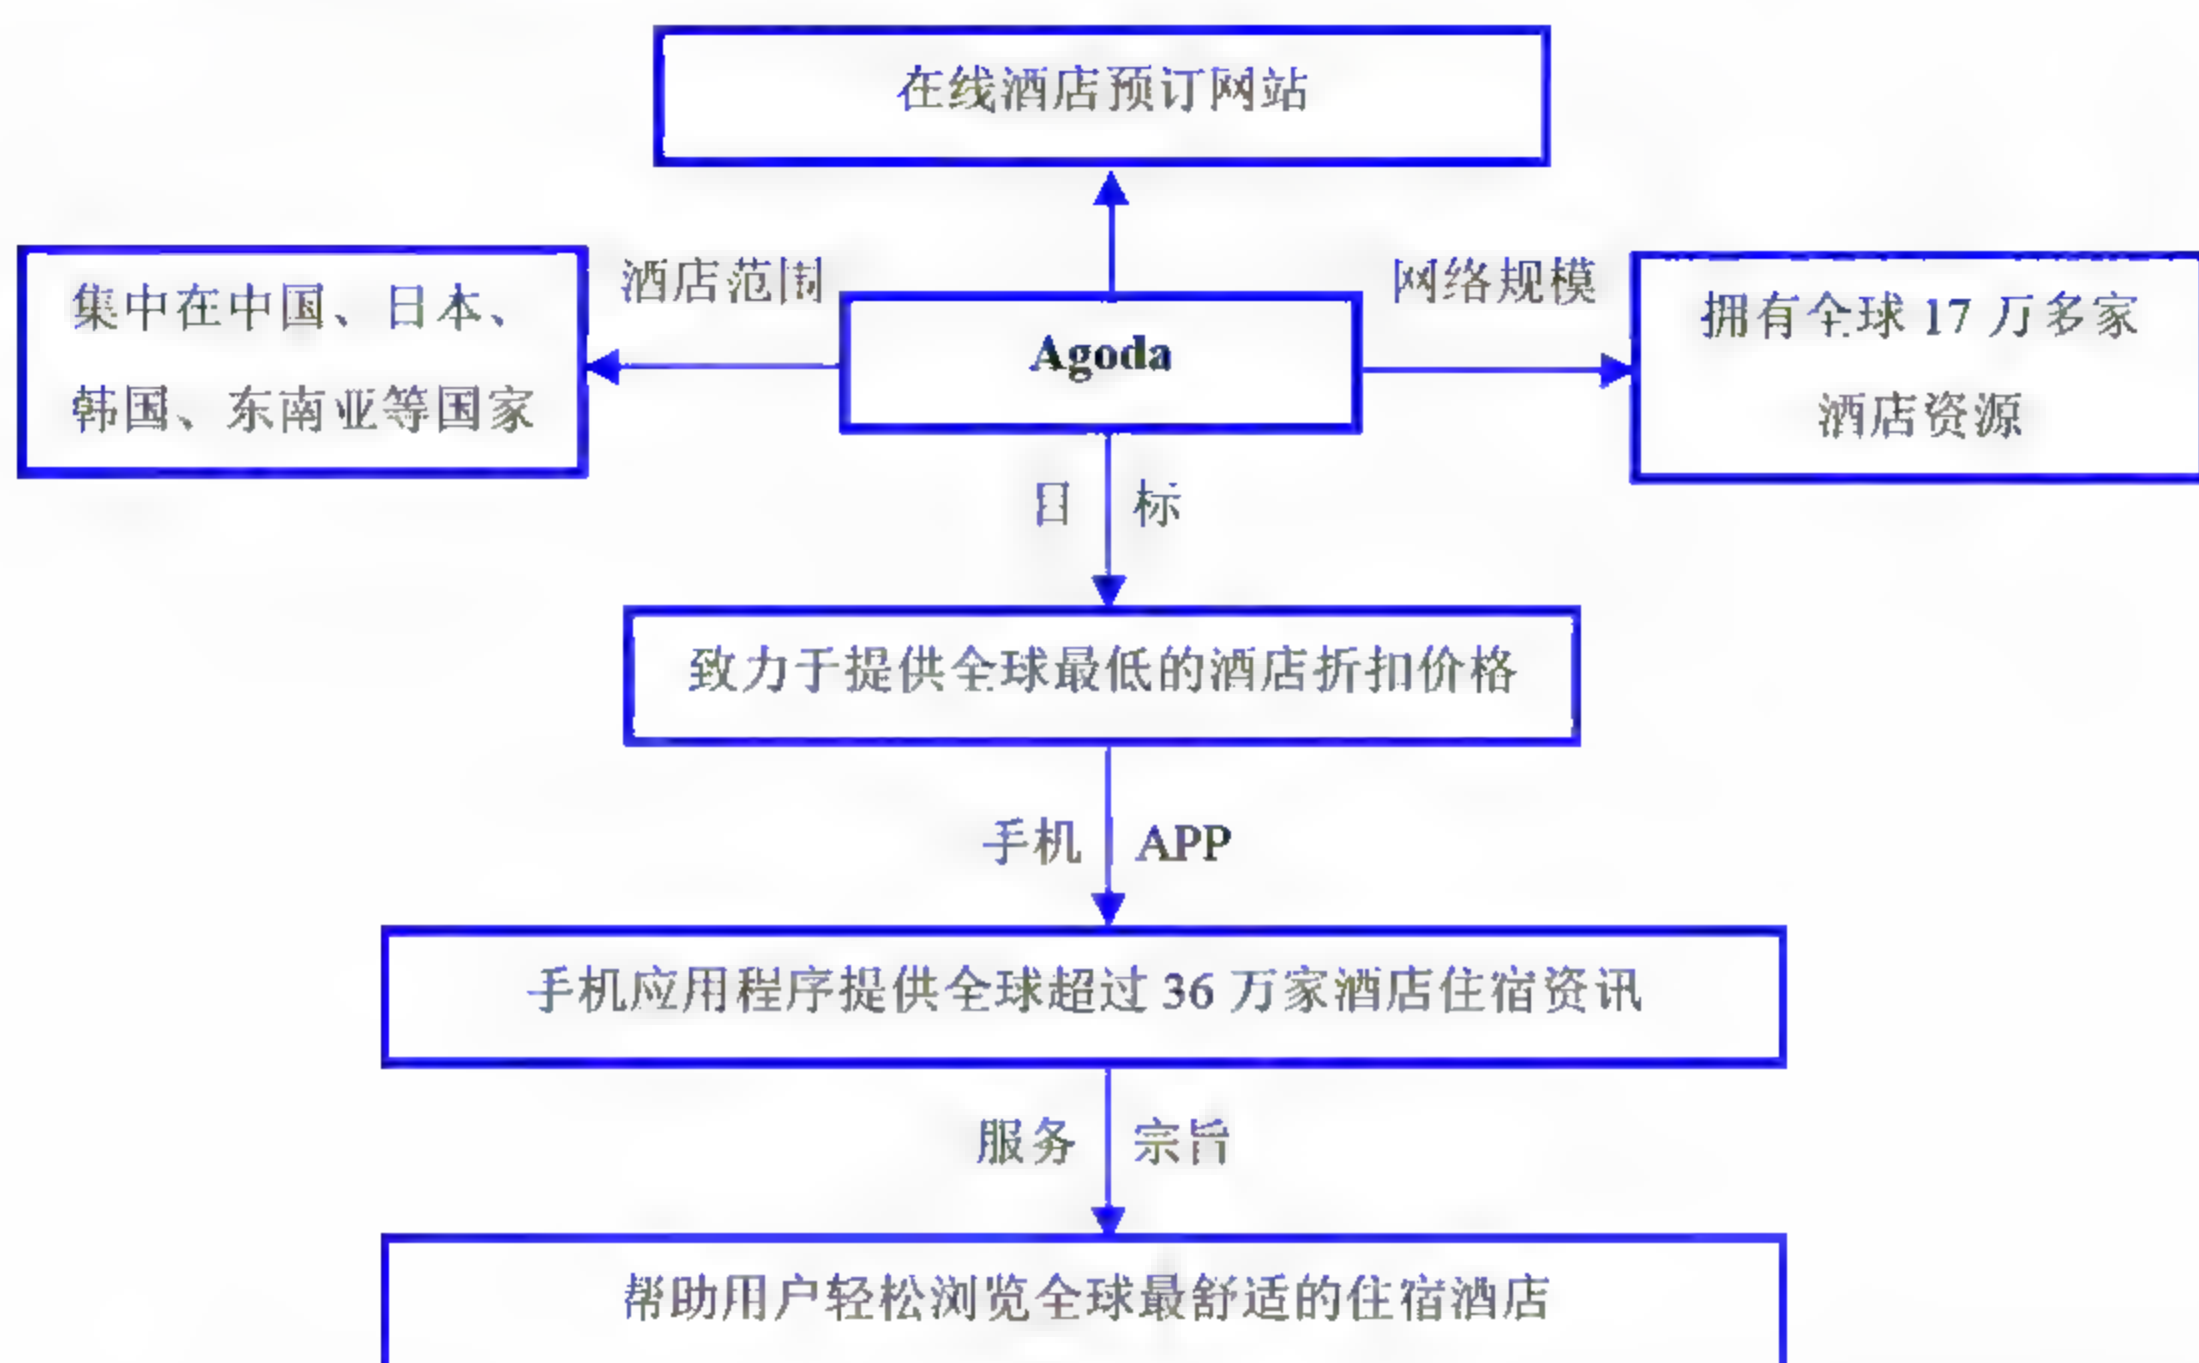 在线酒店预订网站
酒店范围
网络规模
集中在中国、日本、
韩国、东南亚等国家
Agoda
拥有全球 17 万多家
酒店资源
目 标
致力于提供全球最低的酒店折扣价格
手机 APP
手机应用程序提供全球超过 36 万家酒店住宿资讯
服务 宗旨
帮助用户轻松浏览全球最舒适的住宿酒店